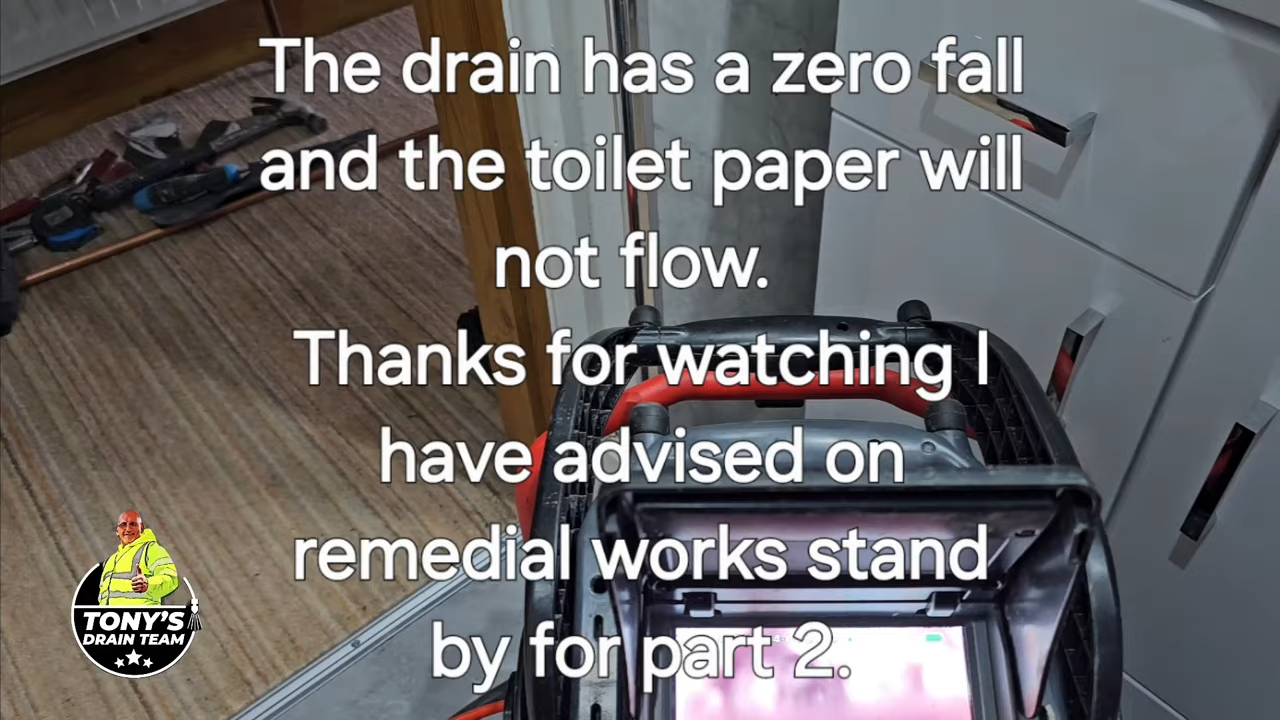 The drain has a zero fall
and the toilet paper will
not flow.
Thanks for watching I
have advised on
remedial works stand
by for part 2.
TONY'S
DRAIN TEAM